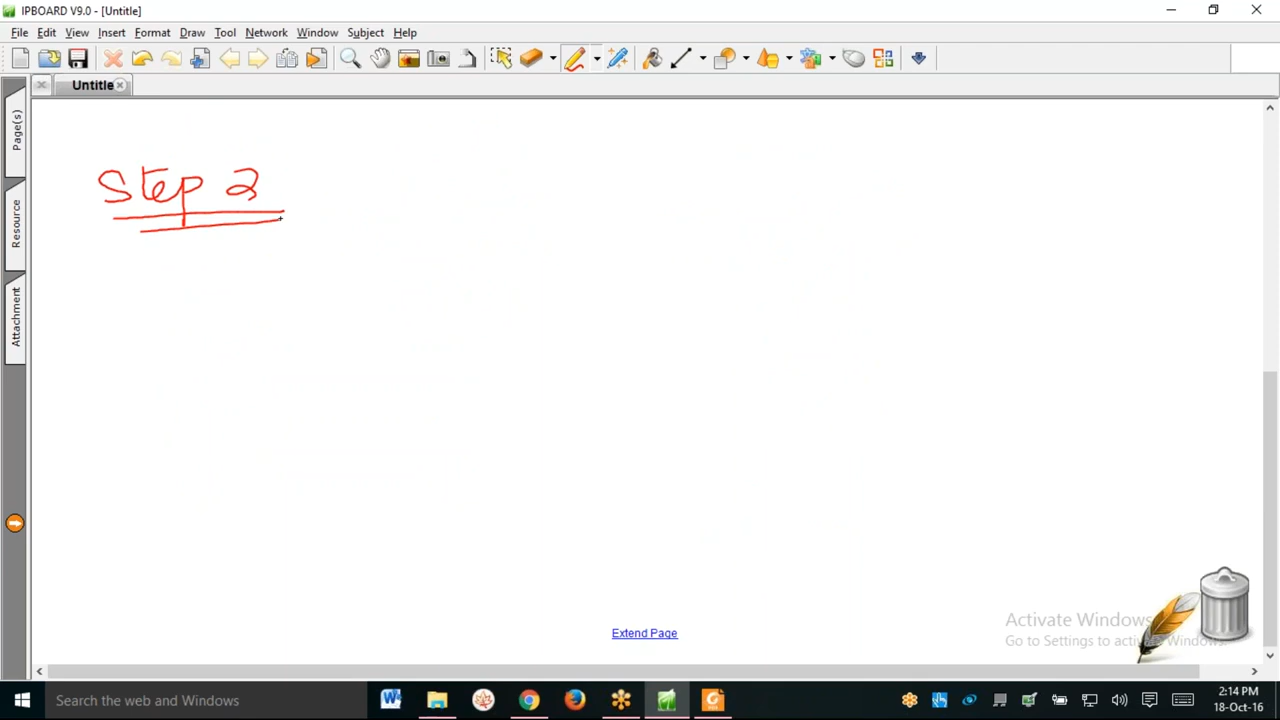 IPBOARD V9.0 - [Untitle]
File Edit View Insert Format Draw Tool Network Window Subject Help
Untitle
Page(s)
Resource
Attachment
Step 2
Extend Page
Activate Windows
Go to Settings to activate Windows.
Search the web and Windows
2:14 PM
18-Oct-16